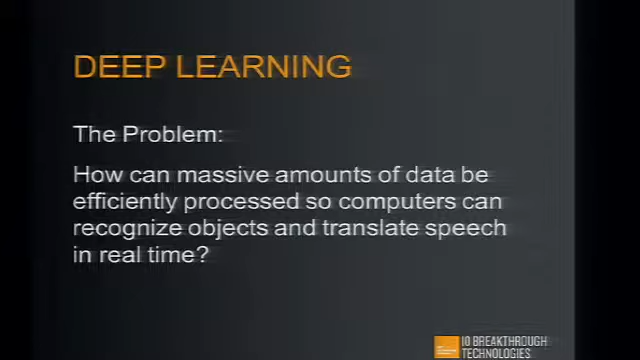 DEEP LEARNING
The Problem:
How can massive amounts of data be
efficiently processed so computers can
recognize objects and translate speech
in real time?
10 BREAKTHROUGH
TECHNOLOGIES